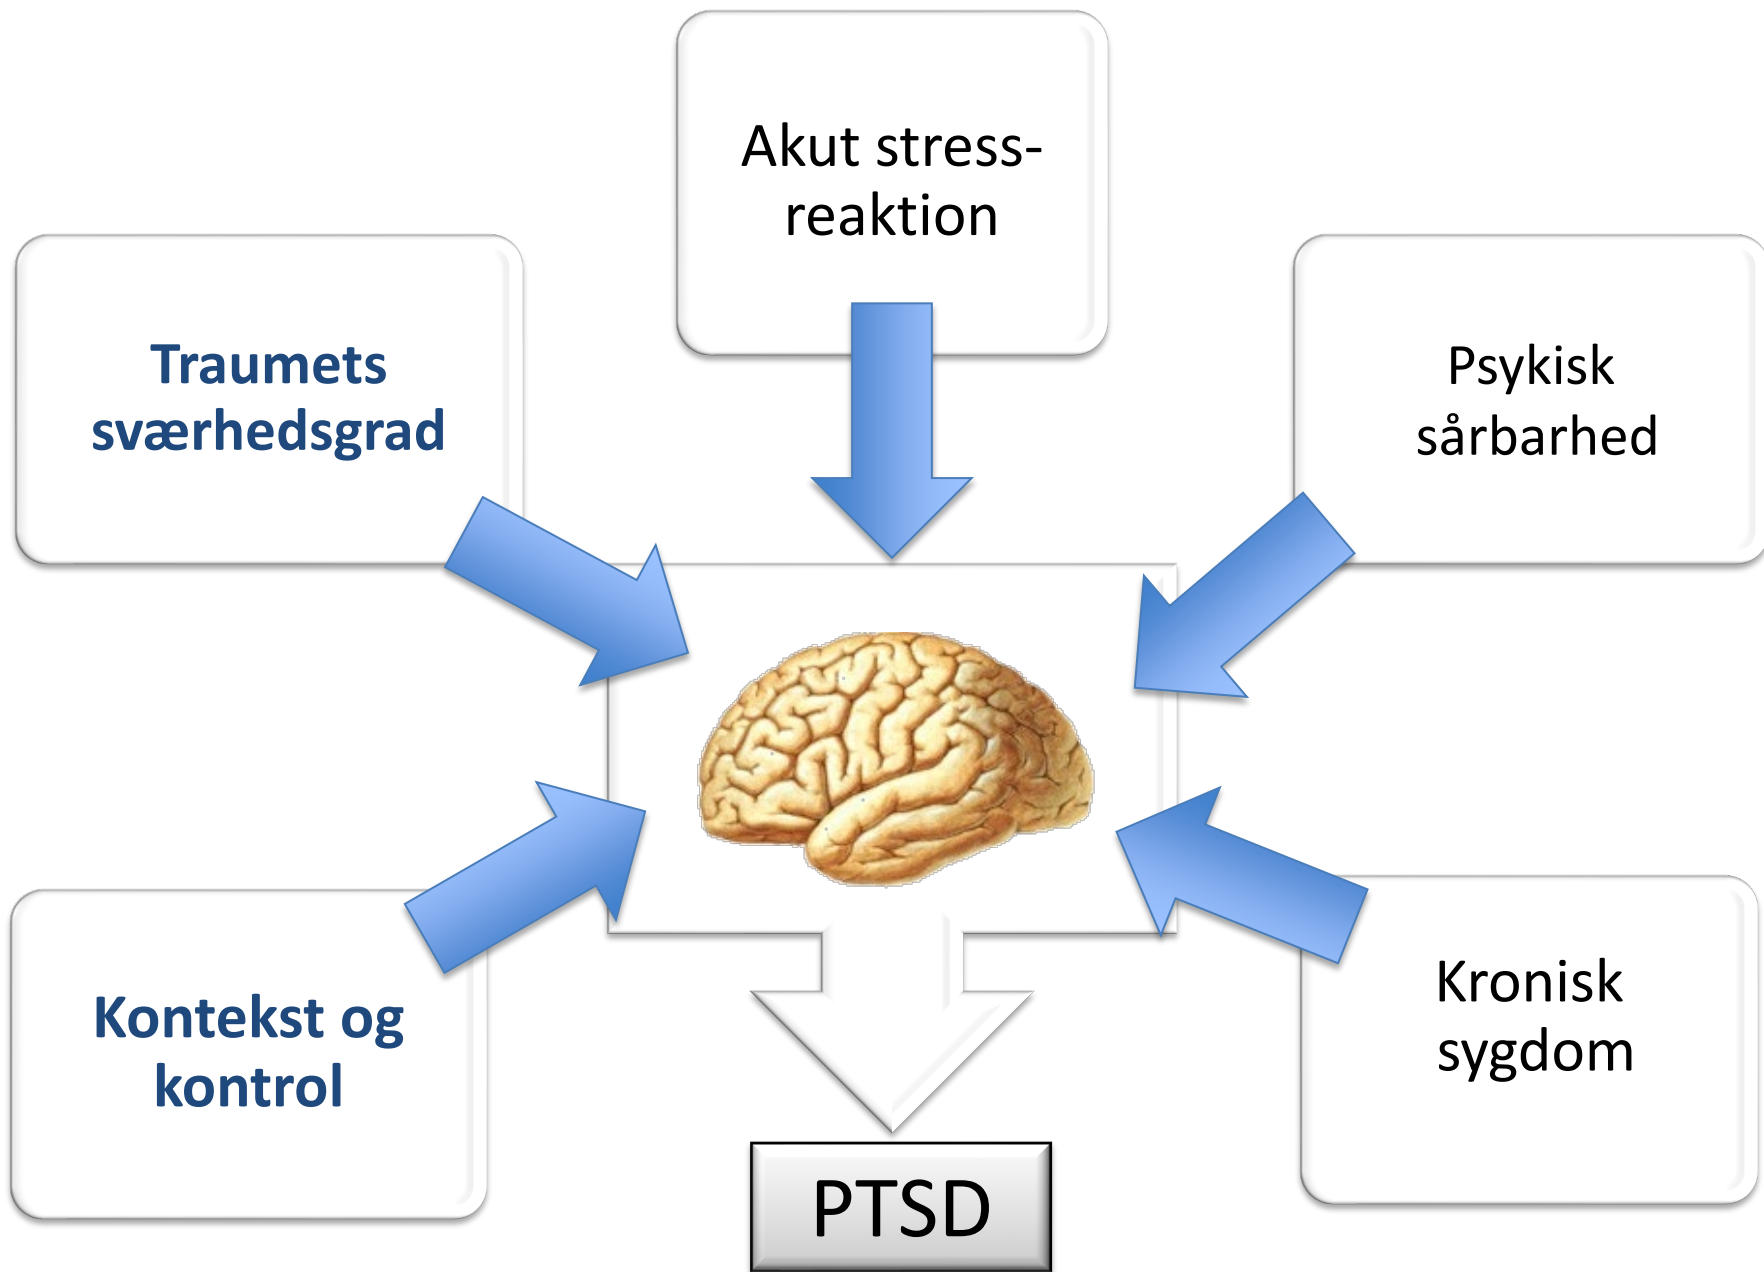 Akut stress-
reaktion
Traumets
sværhedsgrad
Psykisk
sårbarhed
Kontekst og
kontrol
Kronisk
sygdom
PTSD